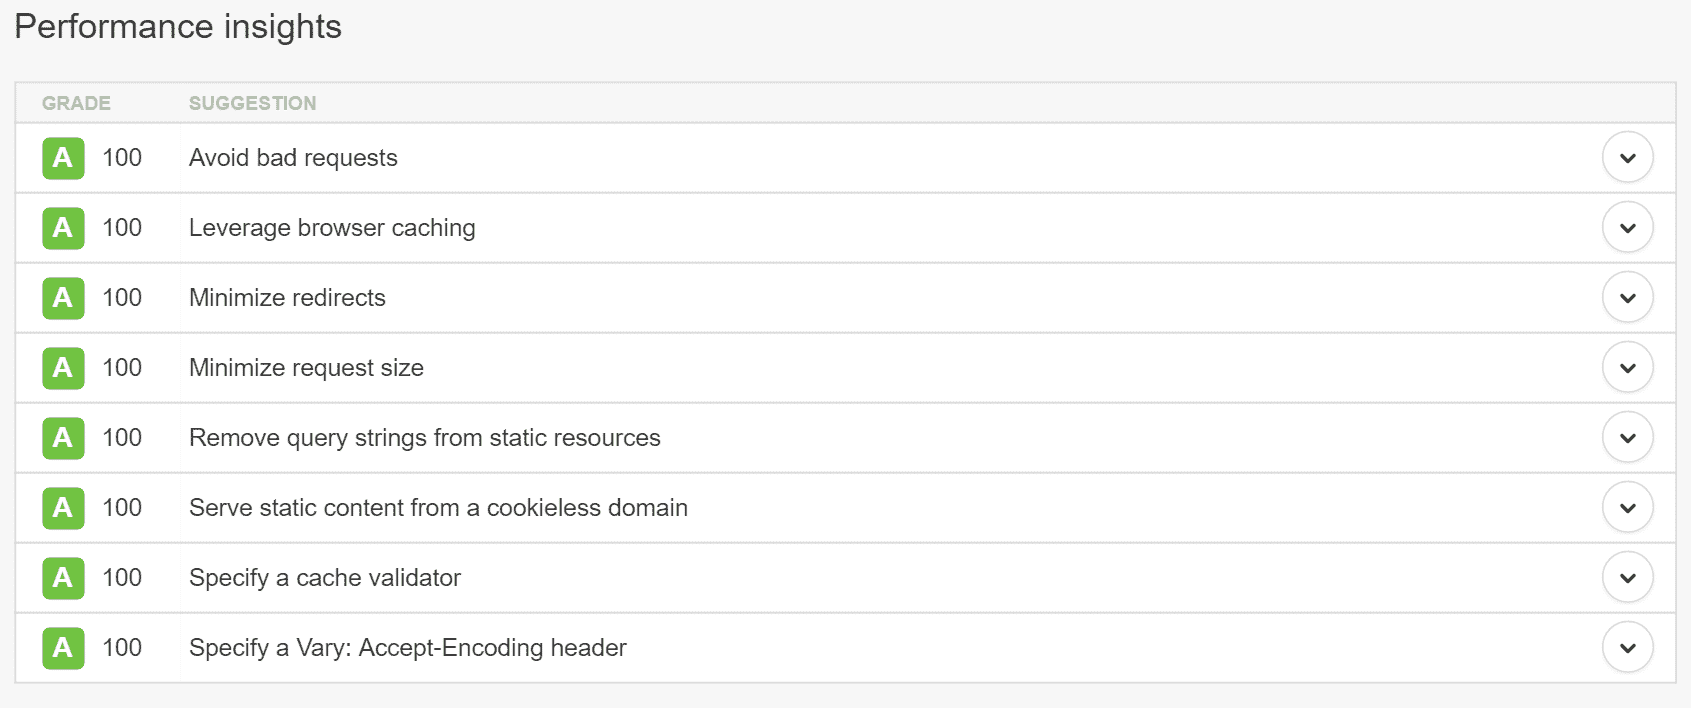 Performance insights
GRADE SUGGESTION
A 100 Avoid bad requests
A 100 Leverage browser caching
A 100 Minimize redirects
A 100 Minimize request size
A 100 Remove query strings from static resources
A 100 Serve static content from a cookieless domain
A 100 Specify a cache validator
A 100 Specify a Vary: Accept-Encoding header